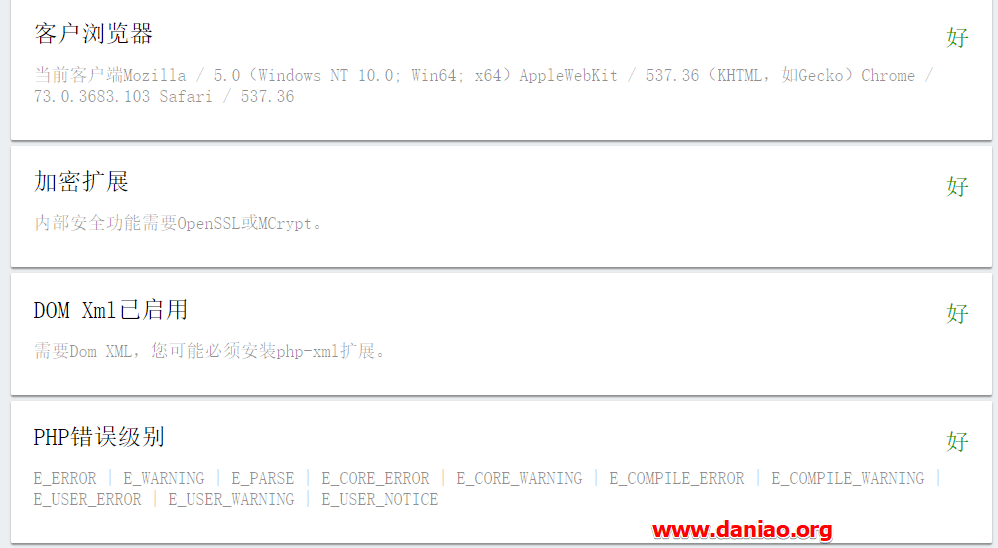 客户浏览器
好
当前客户端Mozilla / 5.0（Windows NT 10.0; Win64; x64）AppleWebKit / 537.36（KHTML，如Gecko）Chrome /
73.0.3683.103 Safari / 537.36
加密扩展
好
内部安全功能需要OpenSSL或MCrypt。
DOM Xml已启用
好
需要Dom XML，您可能必须安装php-xml扩展。
PHP错误级别
好
E_ERROR | E_WARNING | E_PARSE | E_CORE_ERROR | E_CORE_WARNING | E_COMPILE_ERROR | E_COMPILE_WARNING |
E_USER_ERROR | E_USER_WARNING | E_USER_NOTICE
www.daniao.org